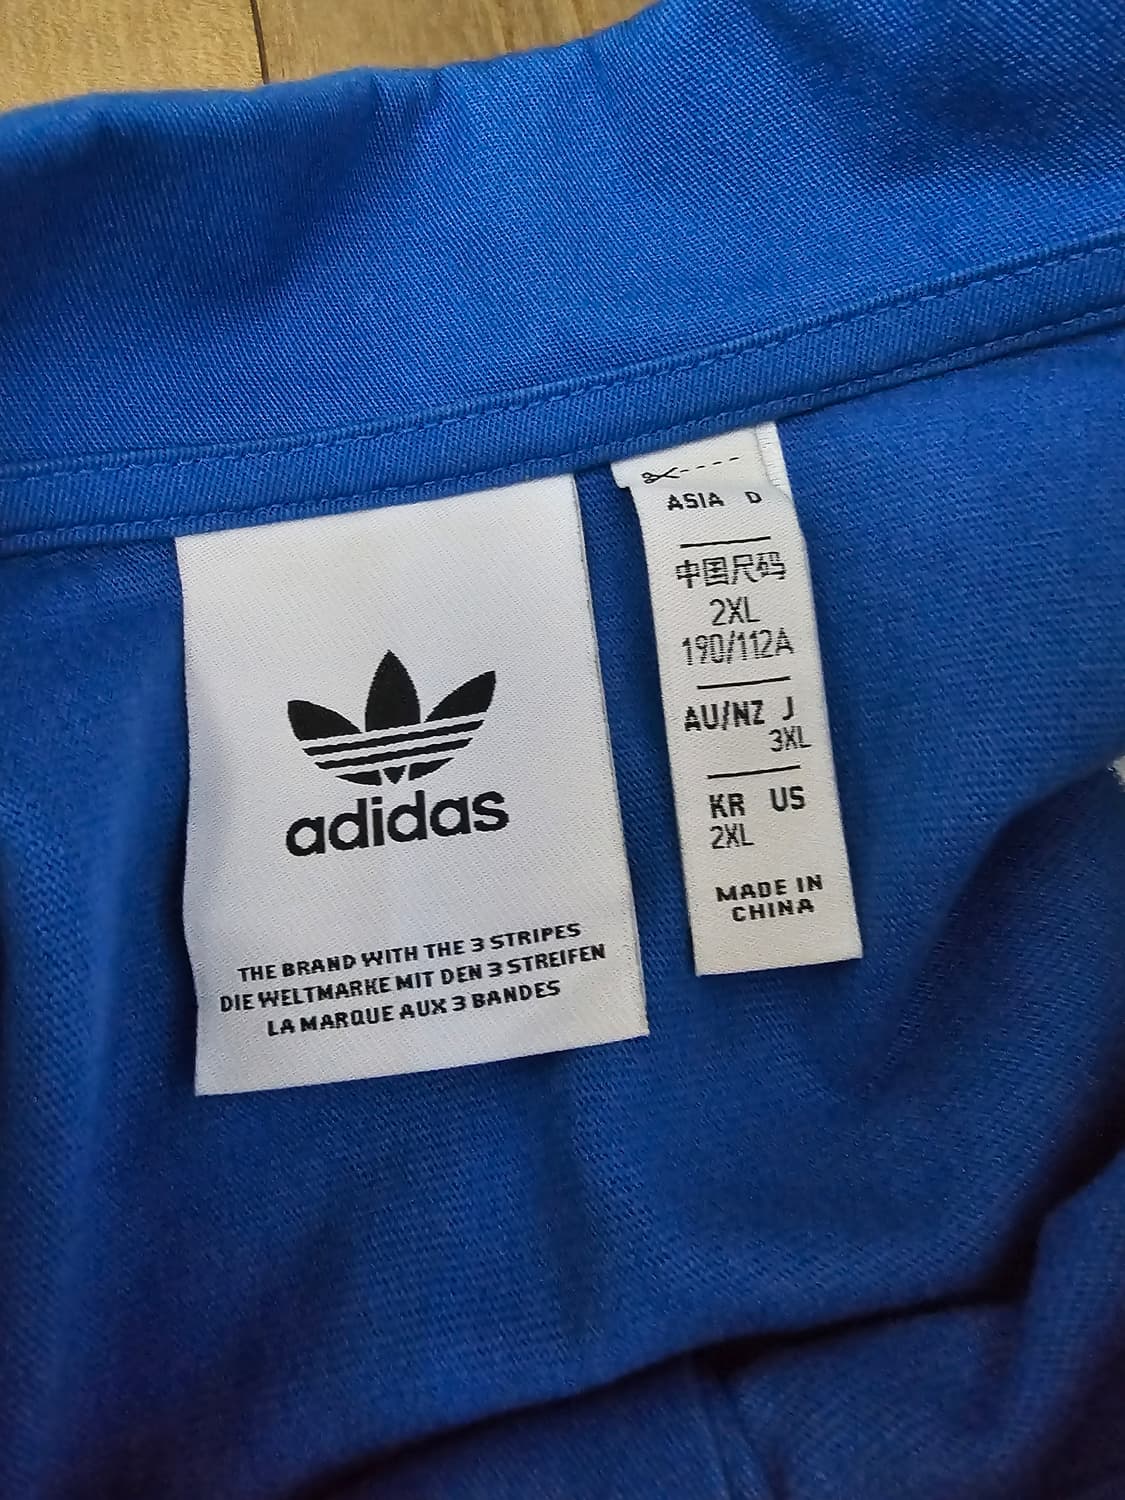 adidas
THE BRAND WITH THE 3 STRIPES
DIE WELTMARKE MIT DEN 3 STREIFEN
LA MARQUE AUX 3 BANDES
ASIA D
中国尺码
2XL
190/112A
AU/NZ J
3XL
KR US
2XL
MADE IN
CHINA